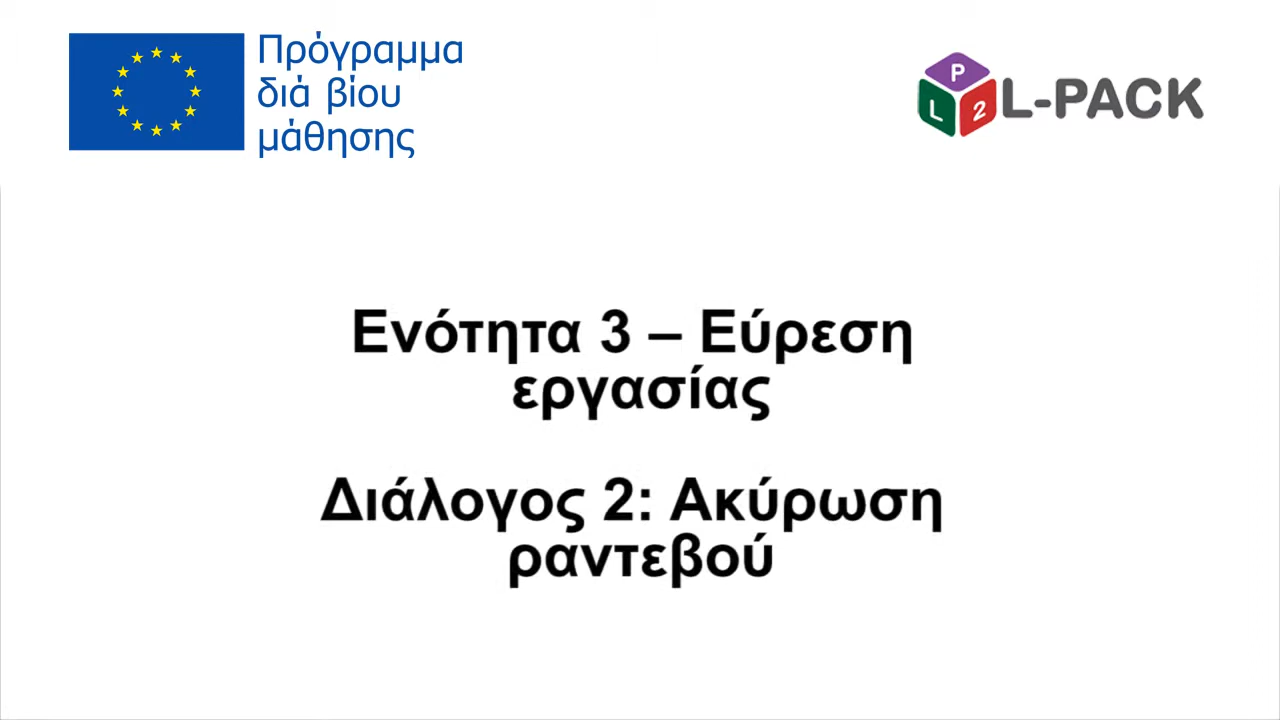 Πρόγραμμα
διά βίου
μάθησης
P
L
2
L-PACK
Ενότητα 3 – Εύρεση
εργασίας
Διάλογος 2: Ακύρωση
ραντεβού